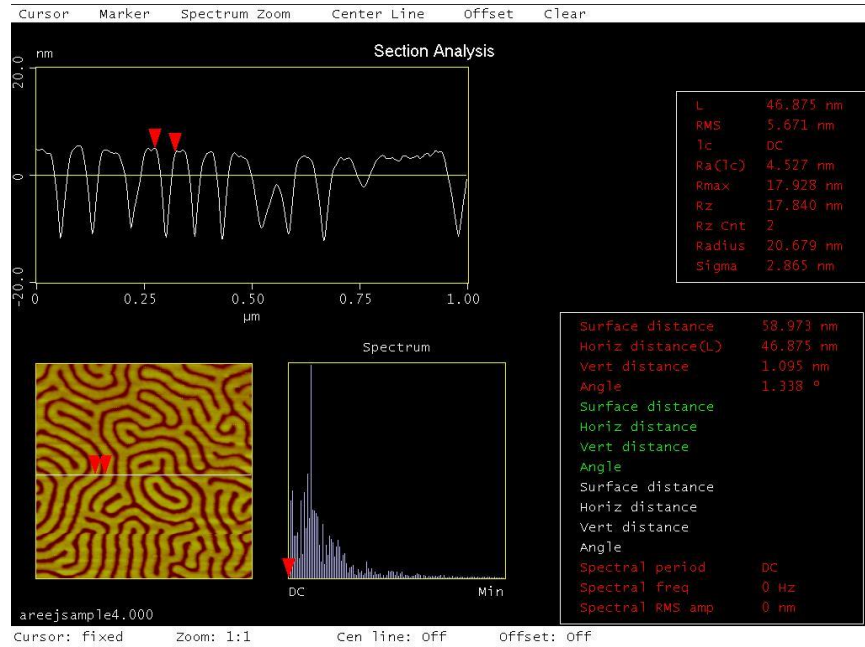 Cursor Marker Spectrum Zoom Center Line Offset Clear
Section Analysis
nm
20.0
0
-20.0
0 0.25 0.50 0.75 1.00
µm
L 46.875 nm
RMS 5.671 nm
lc DC
Ra(lc) 4.527 nm
Rmax 17.928 nm
Rz 17.840 nm
Rz Cnt 2
Radius 20.679 nm
Sigma 2.865 nm
Spectrum
DC Min
Surface distance 58.973 nm
Horiz distance(L) 46.875 nm
Vert distance 1.095 nm
Angle 1.338 °
Surface distance
Horiz distance
Vert distance
Angle
Surface distance
Horiz distance
Vert distance
Angle
Spectral period DC
Spectral freq 0 Hz
Spectral RMS amp 0 nm
areejsample4.000
Cursor: fixed Zoom: 1:1 Cen line: Off Offset: Off